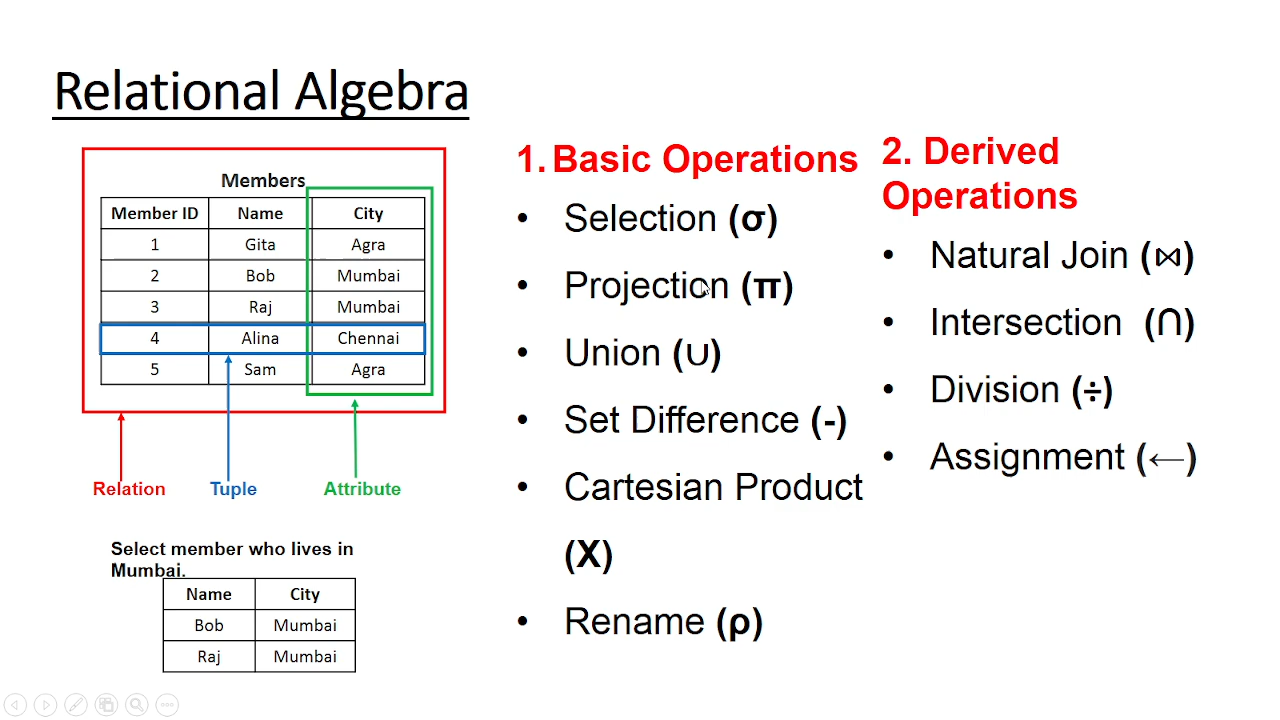 Relational Algebra
Members
Member ID Name City
1 Gita Agra
2 Bob Mumbai
3 Raj Mumbai
4 Alina Chennai
5 Sam Agra
Relation Tuple Attribute
Select member who lives in
Mumbai.
Name City
Bob Mumbai
Raj Mumbai
1. Basic Operations
• Selection (σ)
• Projection (π)
• Union (∪)
• Set Difference (-)
• Cartesian Product
(X)
• Rename (ρ)
2. Derived
Operations
• Natural Join (⋈)
• Intersection (∩)
• Division (÷)
• Assignment (←)